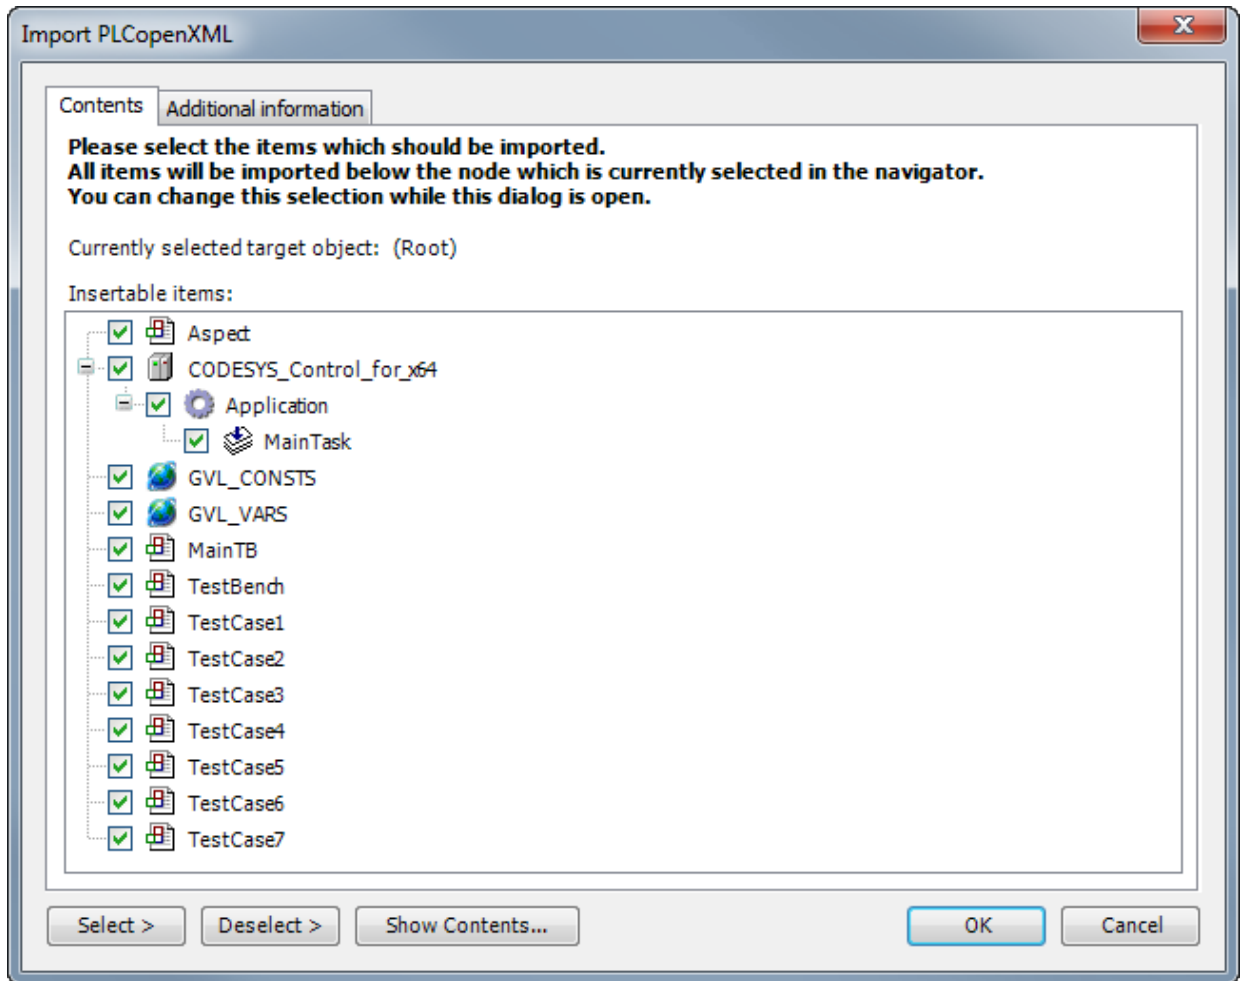 Import PLCopenXML
Contents
Additional information
Please select the items which should be imported.
All items will be imported below the node which is currently selected in the navigator.
You can change this selection while this dialog is open.
Currently selected target object: (Root)
Insertable items:
Aspect
CODESYS_Control_for_x64
Application
MainTask
GVL_CONSTS
GVL_VARS
MainTB
TestBench
TestCase1
TestCase2
TestCase3
TestCase4
TestCase5
TestCase6
TestCase7
Select >
Deselect >
Show Contents...
OK
Cancel